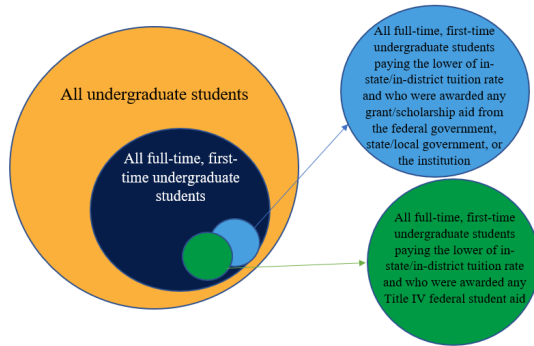 All undergraduate students
All full-time, first-
time undergraduate
students
All full-time, first-time
undergraduate students
paying the lower of in-
state/in-district tuition rate
and who were awarded any
grant/scholarship aid from
the federal government,
state/local government, or
the institution
All full-time, first-time
undergraduate students
paying the lower of in-
state/in-district tuition rate
and who were awarded any
Title IV federal student aid